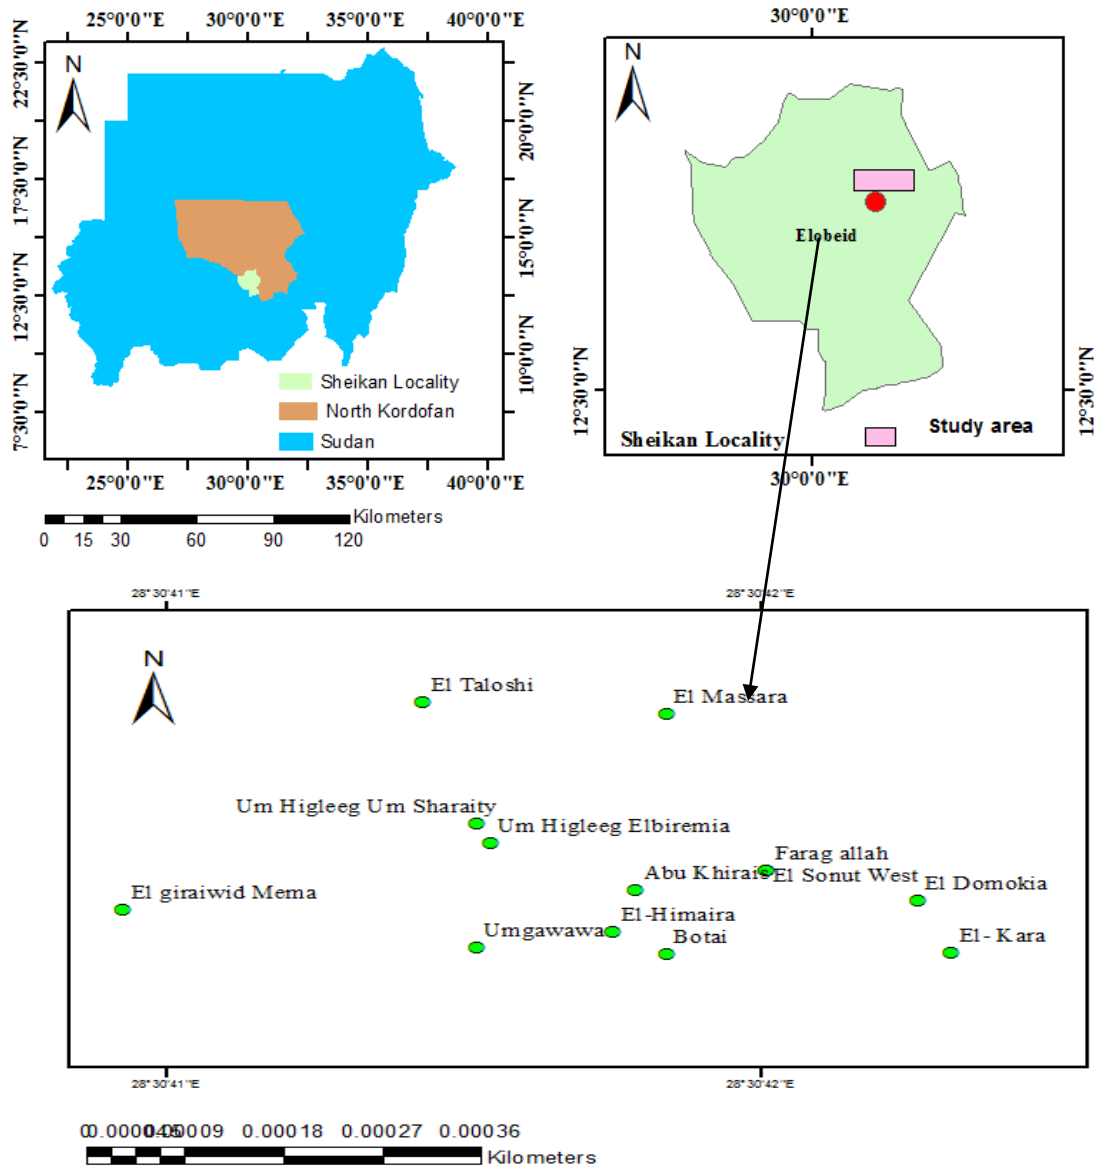 25°0'0"E 30°0'0"E 35°0'0"E 40°0'0"E
N
22°30'0"N
17°30'0"N
12°30'0"N
7°30'0"N
20°0'0"N
15°0'0"N
10°0'0"N
Sheikan Locality
North Kordofan
Sudan
25°0'0"E 30°0'0"E 35°0'0"E 40°0'0"E
Kilometers
0 15 30 60 90 120
30°0'0"E
N
Elobeid
12°30'0"N
12°30'0"N
Sheikan Locality
Study area
30°0'0"E
28°30'41"E 28°30'42"E
N
El Taloshi
El Massara
Um Higleeg Um Sharaity
Um Higleeg Elbiremia
Farag allah
Abu Khirais
El Sonut West
El Domokia
El giraiwid Mema
El-Himaira
Umgawawa
Botai
El- Kara
28°30'41"E 28°30'42"E
0 0.00009 0.00018 0.00027 0.00036
Kilometers